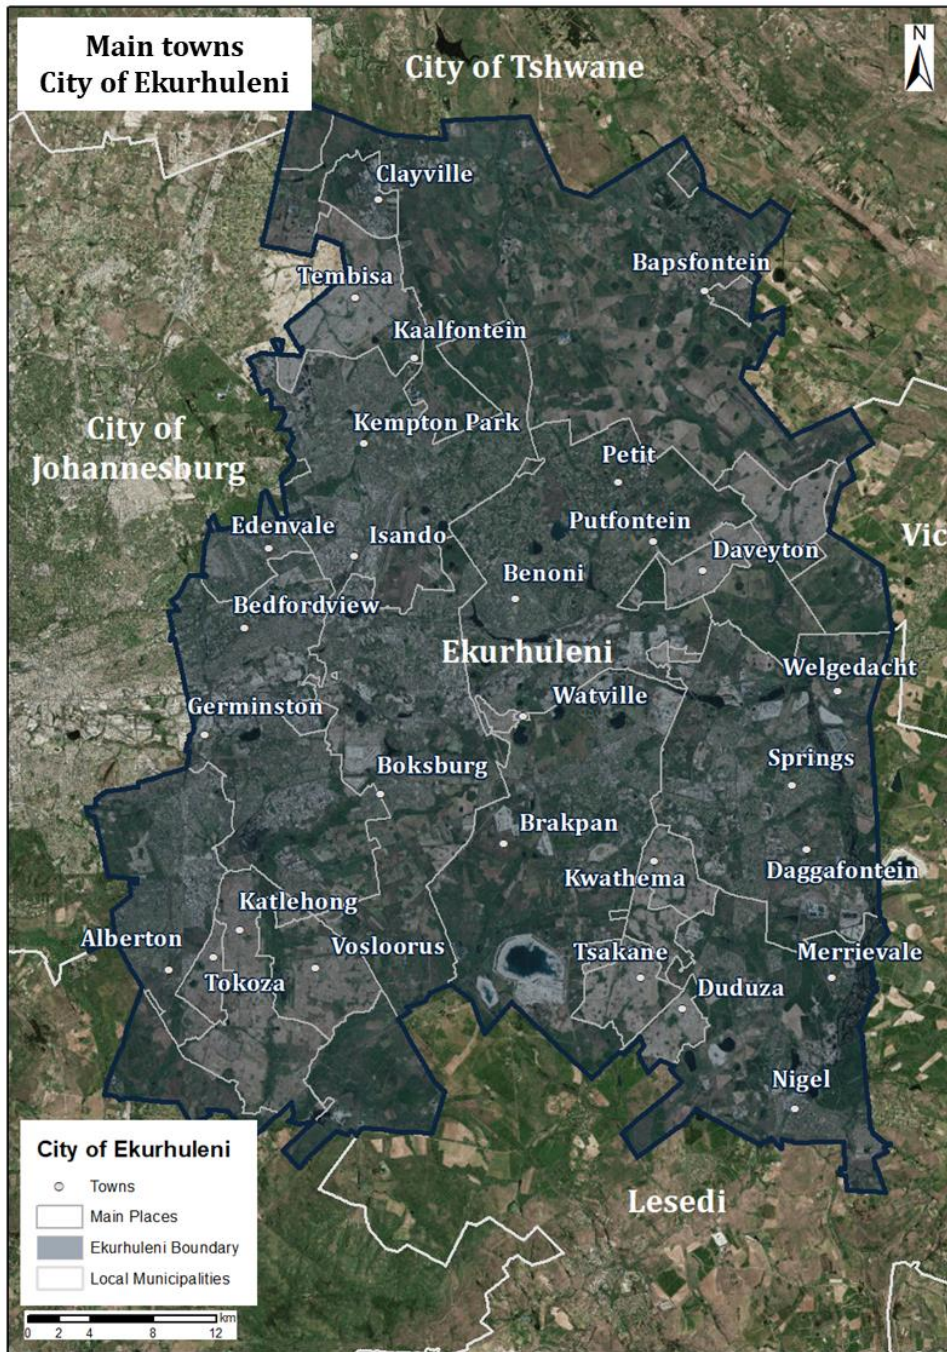 Main towns
City of Ekurhuleni
N
City of Tshwane
Clayville
Bapsfontein
Tembisa
Kaalfontein
City of
Johannesburg
Kempton Park
Petit
Edenvale
Isando
Putfontein
Vic
Daveyton
Benoni
Bedfordview
Ekurhuleni
Welgedacht
Watville
Germinston
Springs
Boksburg
Brakpan
Daggafontein
Kwathema
Katlehong
Alberton
Vosloorus
Tsakane
Merrievale
Tokoza
Duduza
Nigel
Lesedi
City of Ekurhuleni
Towns
Main Places
Ekurhuleni Boundary
Local Municipalities
km
0 2 4 8 12